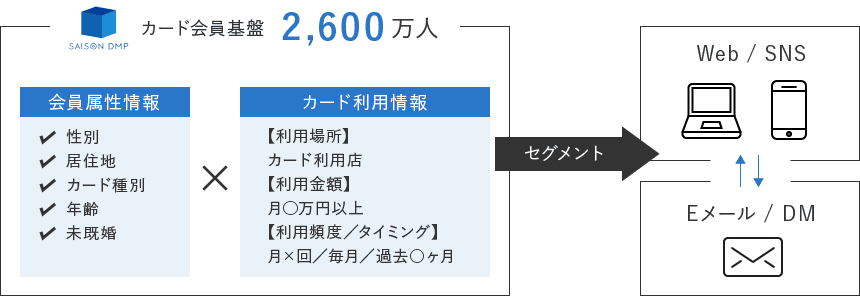 SAISON DMP
カード会員基盤 2,600万人
会員属性情報
性別
居住地
カード種別
年齢
未既婚
×
カード利用情報
【利用場所】
カード利用店
【利用金額】
月〇万円以上
【利用頻度／タイミング】
月×回／毎月／過去〇ヶ月
セグメント
Web / SNS
Eメール / DM